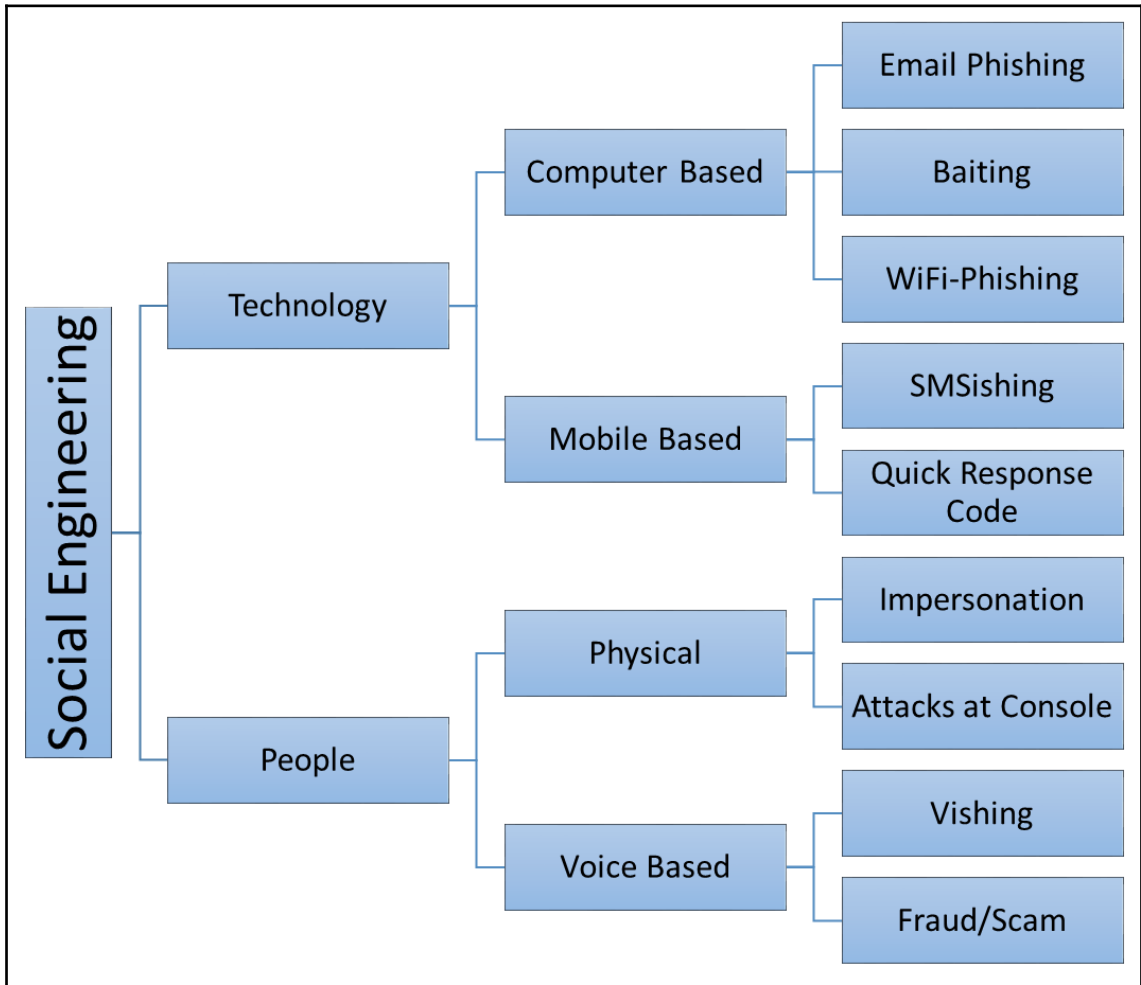 Social Engineering
Technology
People
Computer Based
Mobile Based
Physical
Voice Based
Email Phishing
Baiting
WiFi-Phishing
SMSishing
Quick Response
Code
Impersonation
Attacks at Console
Vishing
Fraud/Scam